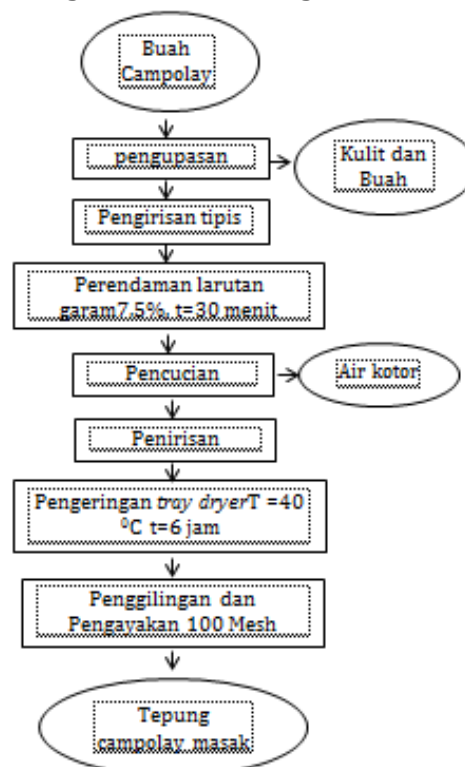 Buah
Campolay
pengupasan
Kulit dan
Buah
Pengirisan tipis
Perendaman larutan
garam7,5%, t=30 menit
Pencucian
Air kotor
Penirisan
Pengeringan tray dryerT =40
⁰C t=6 jam
Penggilingan dan
Pengayakan 100 Mesh
Tepung
campolay masak